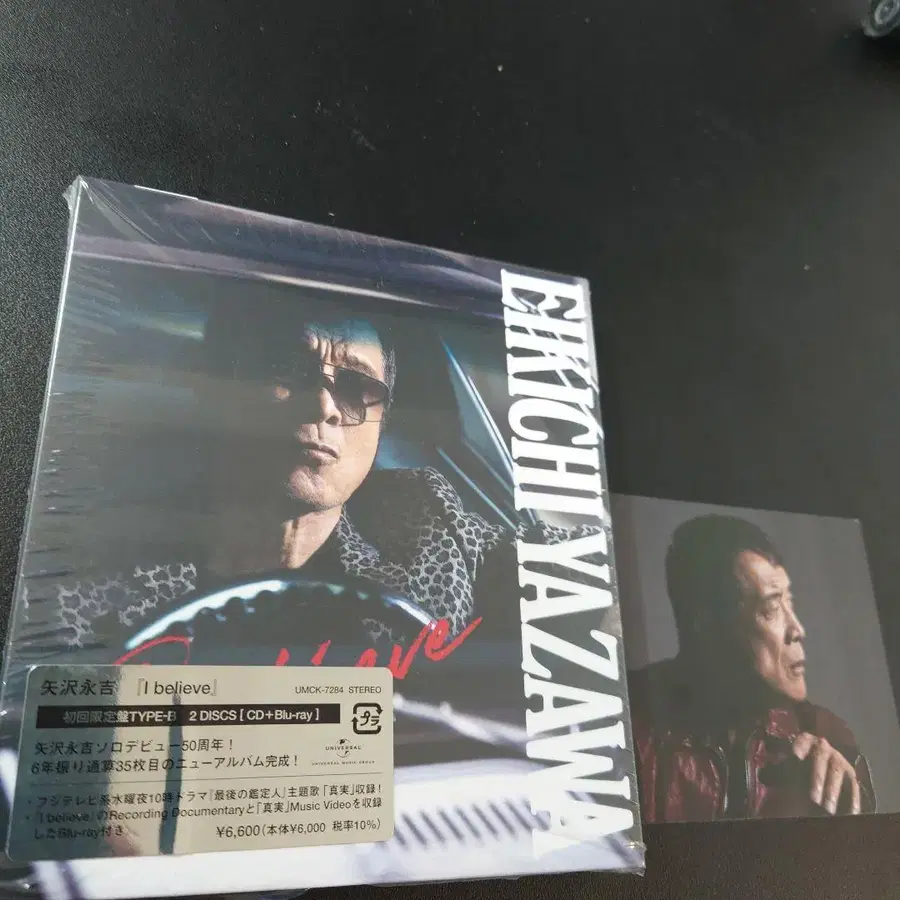 EIKICHI YAZAWA
矢沢永吉 『I believe』
UMCK-7284 STEREO
初回限定盤TYPE-B 2 DISCS [ CD+Blu-ray ]
プラ
矢沢永吉ソロデビュー50周年！
6年振り通算35枚目のニューアルバム完成！
UNIVERSAL
UNIVERSAL MUSIC GROUP
・フジテレビ系水曜夜10時ドラマ『最後の鑑定人』主題歌「真実」収録！
・『I believe』のRecording Documentaryと「真実」Music Videoを収録
したBlu-ray付き
¥6,600(本体¥6,000 税率10%)